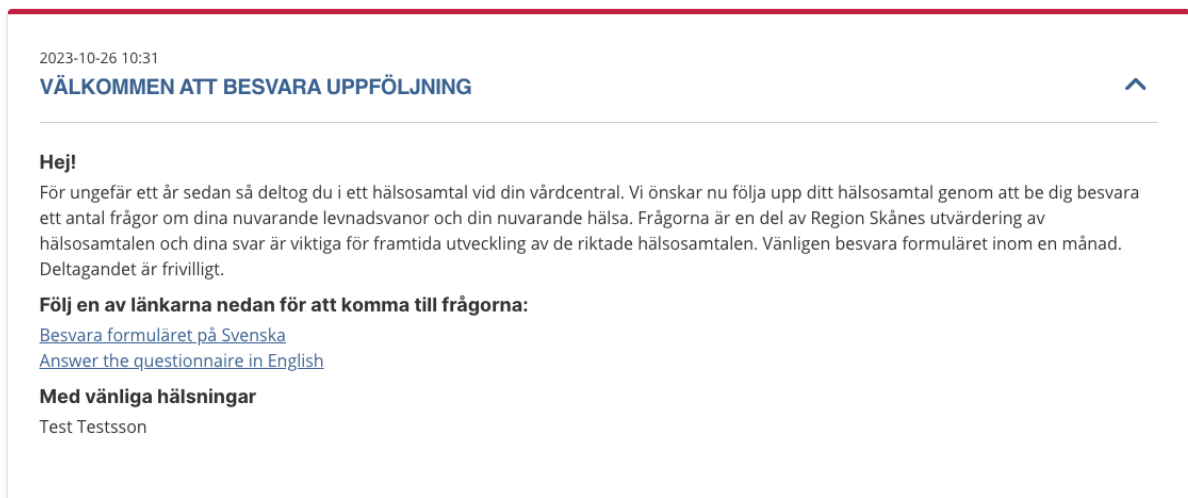 2023-10-26 10:31
VÄLKOMMEN ATT BESVARA UPPFÖLJNING
Hej!
För ungefär ett år sedan så deltog du i ett hälsosamtal vid din vårdcentral. Vi önskar nu följa upp ditt hälsosamtal genom att be dig besvara
ett antal frågor om dina nuvarande levnadsvanor och din nuvarande hälsa. Frågorna är en del av Region Skånes utvärdering av
hälsosamtalen och dina svar är viktiga för framtida utveckling av de riktade hälsosamtalen. Vänligen besvara formuläret inom en månad.
Deltagandet är frivilligt.
Följ en av länkarna nedan för att komma till frågorna:
Besvara formuläret på Svenska
Answer the questionnaire in English
Med vänliga hälsningar
Test Testsson